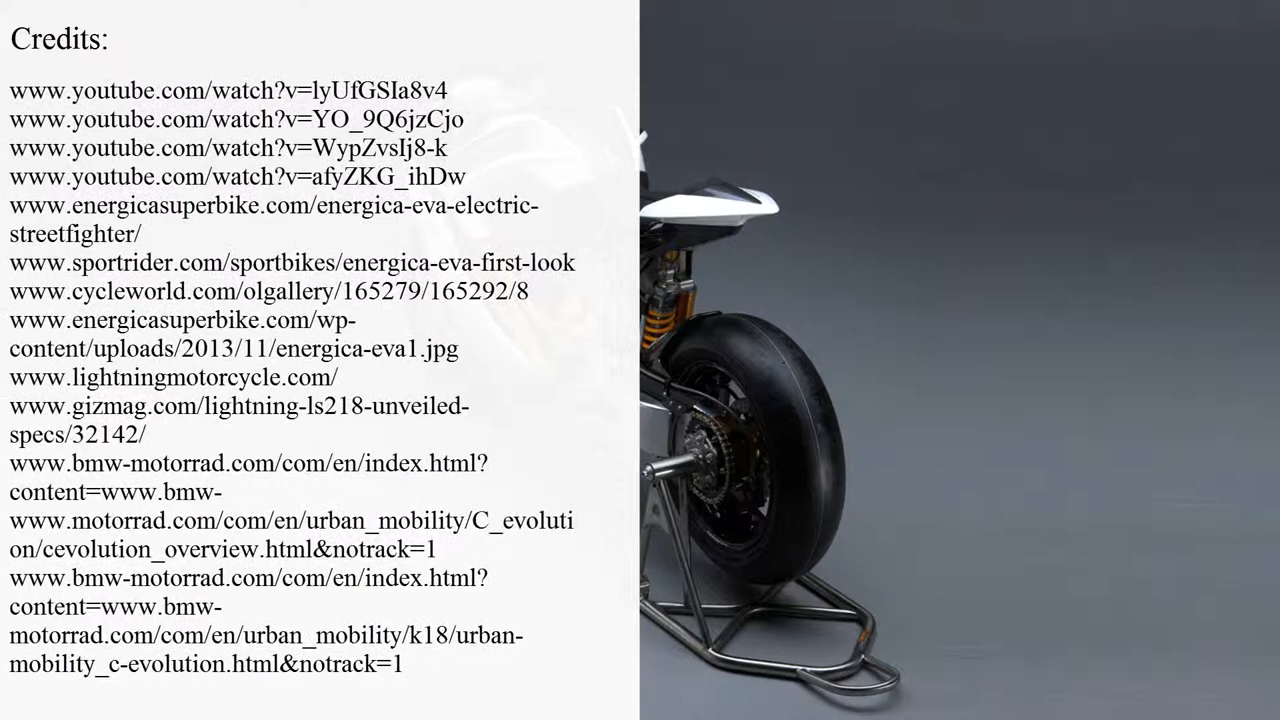 Credits:
www.youtube.com/watch?v=lyUfGSIa8v4
www.youtube.com/watch?v=YO_9Q6jzCjo
www.youtube.com/watch?v=WypZvsIj8-k
www.youtube.com/watch?v=afyZKG_ihDw
www.energicasuperbike.com/energica-eva-electric-
streetfighter/
www.sportrider.com/sportbikes/energica-eva-first-look
www.cycleworld.com/olgallery/165279/165292/8
www.energicasuperbike.com/wp-
content/uploads/2013/11/energica-eva1.jpg
www.lightningmotorcycle.com/
www.gizmag.com/lightning-ls218-unveiled-
specs/32142/
www.bmw-motorrad.com/com/en/index.html?
content=www.bmw-
www.motorrad.com/com/en/urban_mobility/C_evoluti
on/cevolution_overview.html&notrack=1
www.bmw-motorrad.com/com/en/index.html?
content=www.bmw-
motorrad.com/com/en/urban_mobility/k18/urban-
mobility_c-evolution.html&notrack=1